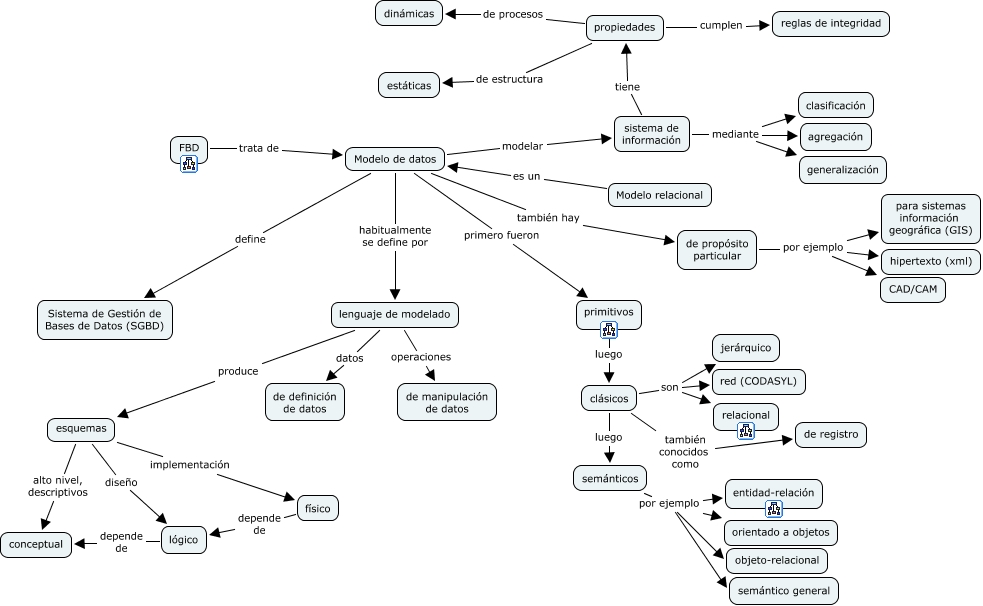 dinámicas
de procesos
propiedades
cumplen
reglas de integridad
estáticas
de estructura
tiene
sistema de
información
mediante
clasificación
agregación
generalización
FBD
trata de
Modelo de datos
modelar
es un
Modelo relacional
también hay
de propósito
particular
por ejemplo
para sistemas
información
geográfica (GIS)
hipertexto (xml)
CAD/CAM
define
habitualmente
se define por
primero fueron
Sistema de Gestión de
Bases de Datos (SGBD)
lenguaje de modelado
primitivos
produce
datos
operaciones
de definición
de datos
de manipulación
de datos
luego
clásicos
son
jerárquico
red (CODASYL)
relacional
también
conocidos
como
de registro
esquemas
alto nivel,
descriptivos
diseño
implementación
físico
depende
de
lógico
depende
de
conceptual
luego
semánticos
por ejemplo
entidad-relación
orientado a objetos
objeto-relacional
semántico general